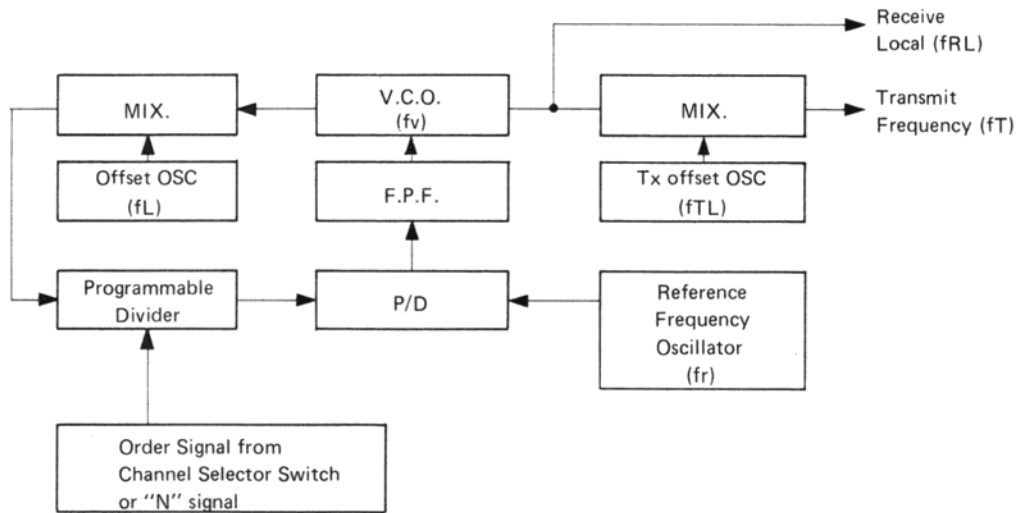 Receive
Local (fRL)
MIX.
V.C.O.
(fv)
MIX.
Transmit
Frequency (fT)
Offset OSC
(fL)
F.P.F.
Tx offset OSC
(fTL)
Programmable
Divider
P/D
Reference
Frequency
Oscillator
(fr)
Order Signal from
Channel Selector Switch
or “N” signal